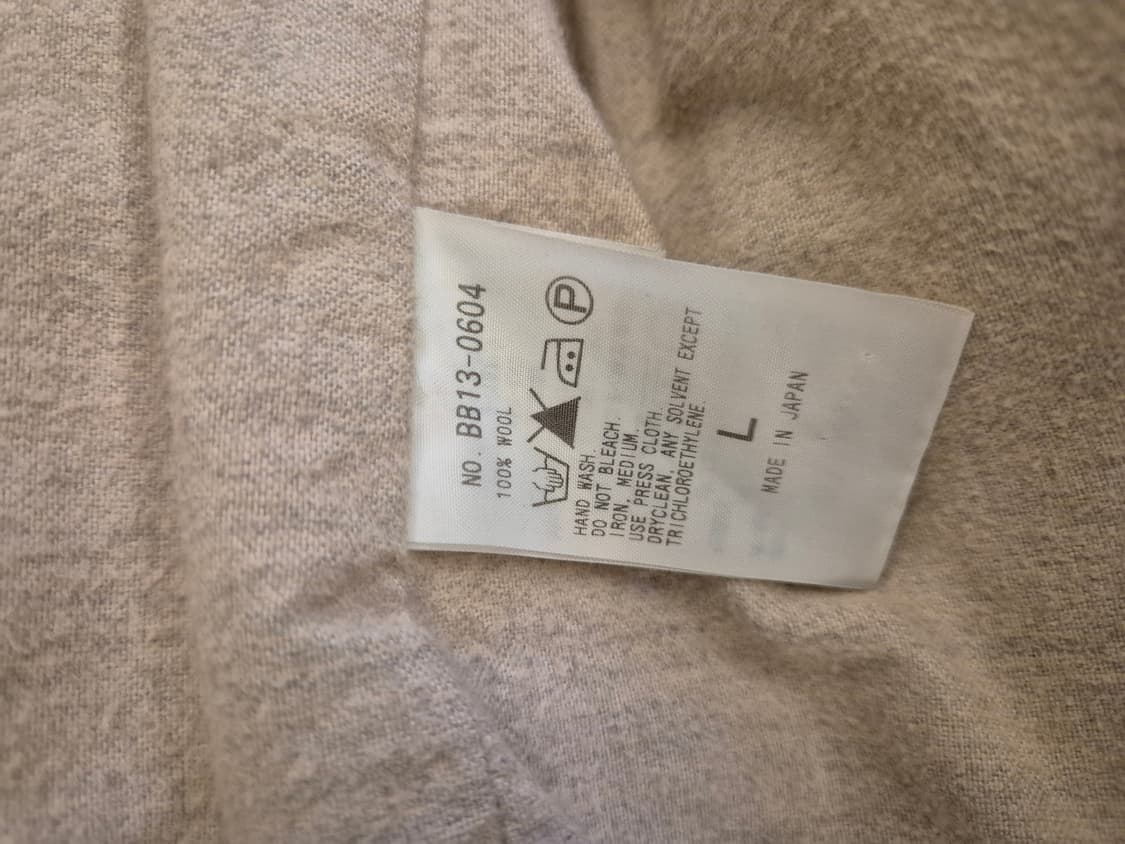 NO. BB13-0604
100% WOOL
P
HAND WASH.
DO NOT BLEACH.
IRON, MEDIUM.
USE PRESS CLOTH.
DRYCLEAN, ANY SOLVENT EXCEPT
TRICHLOROETHYLENE.
L
MADE IN JAPAN